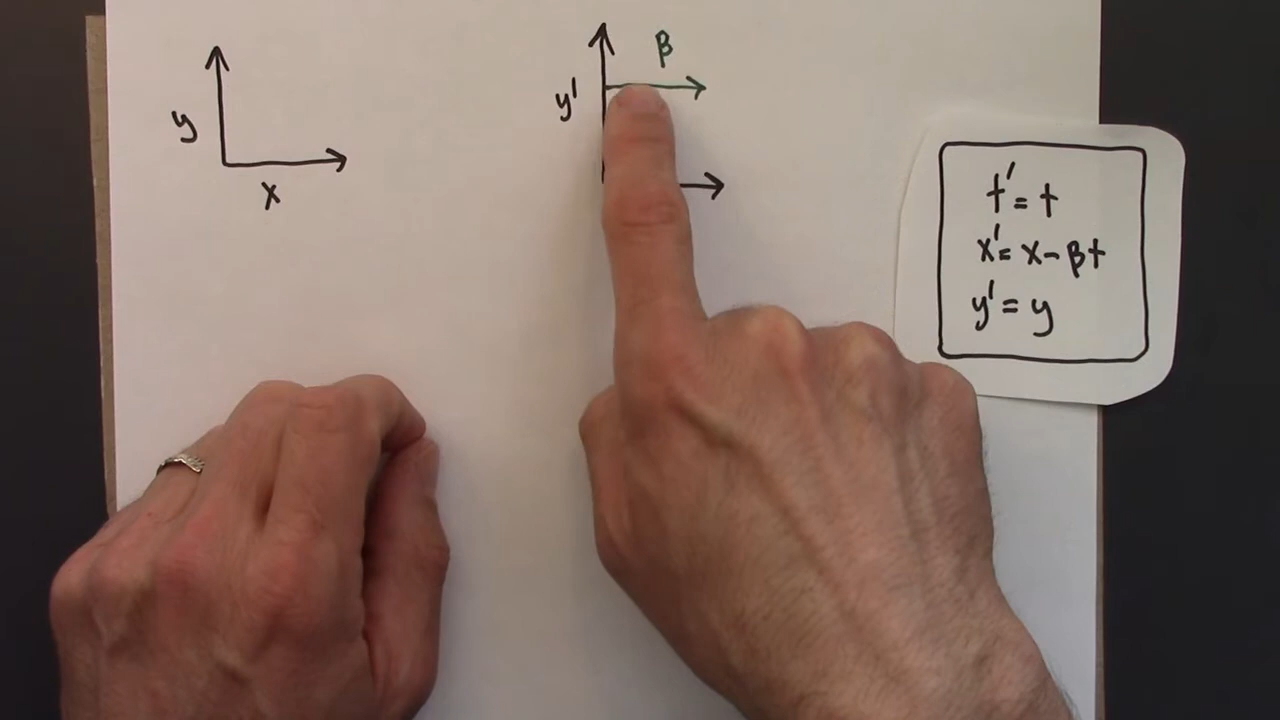 y
x
y'
β
t' = t
x' = x - βt
y' = y